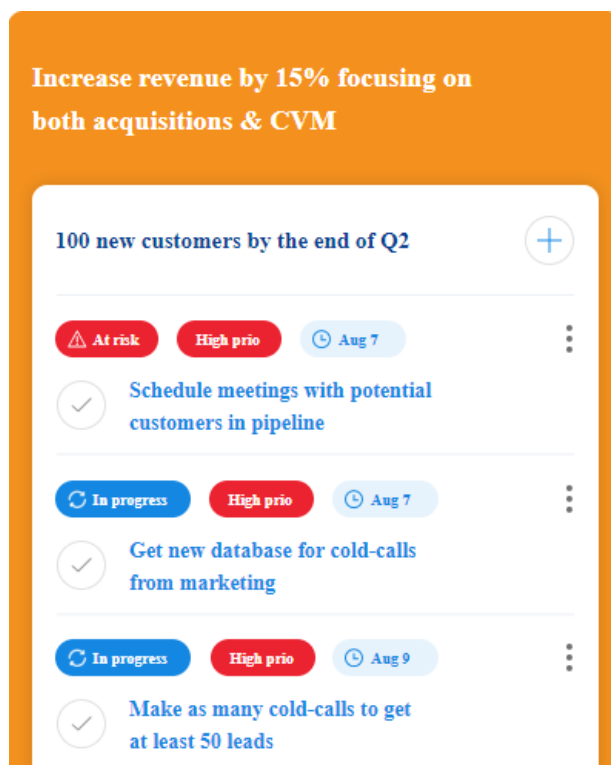 Increase revenue by 15% focusing on
both acquisitions & CVM
100 new customers by the end of Q2
At risk High prio Aug 7
Schedule meetings with potential
customers in pipeline
In progress High prio Aug 7
Get new database for cold-calls
from marketing
In progress High prio Aug 9
Make as many cold-calls to get
at least 50 leads